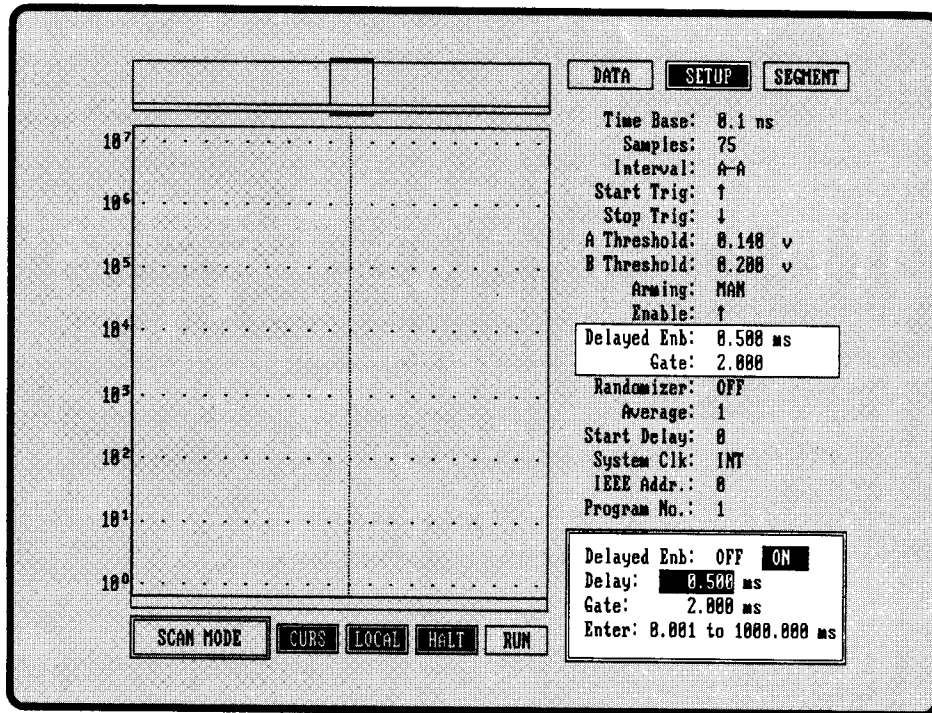 DATA SETUP SEGMENT
Time Base: 0.1 ns
Samples: 75
Interval: A-A
Start Trig: ↑
Stop Trig: ↓
A Threshold: 0.140 v
B Threshold: 0.200 v
Arming: MAN
Enable: ↑
Delayed Enb: 0.500 ms
Gate: 2.000
Randomizer: OFF
Average: 1
Start Delay: 0
System Clk: INT
IEEE Addr.: 0
Program No.: 1
10⁷
10⁶
10⁵
10⁴
10³
10²
10¹
10⁰
Delayed Enb: OFF ON
Delay: 0.500 ms
Gate: 2.000 ms
Enter: 0.001 to 1000.000 ms
SCAN MODE CURS LOCAL HALT RUN